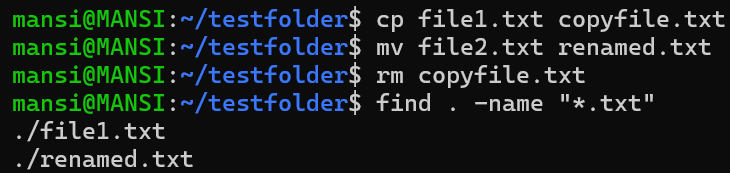 mansi@MANSI:~/testfolder$ cp file1.txt copyfile.txt
mansi@MANSI:~/testfolder$ mv file2.txt renamed.txt
mansi@MANSI:~/testfolder$ rm copyfile.txt
mansi@MANSI:~/testfolder$ find . -name "*.txt"
./file1.txt
./renamed.txt